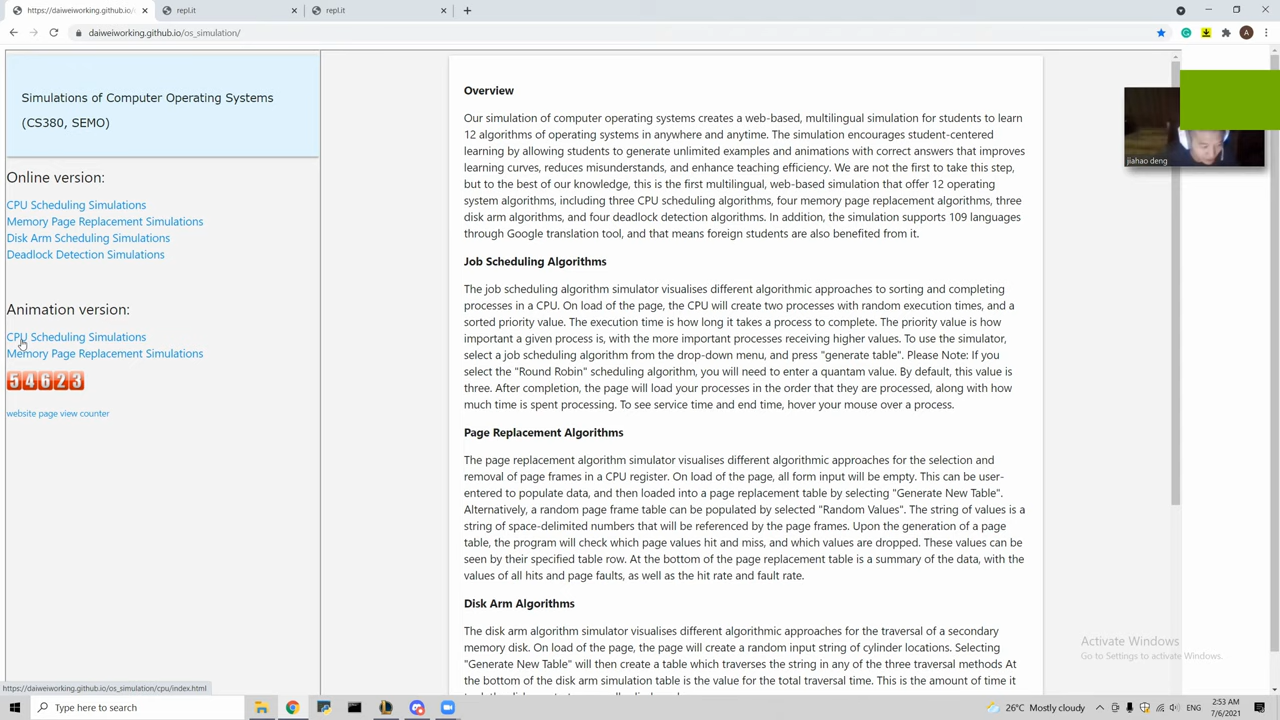 https://daiweiworking.github.io/os_
repl.it
repl.it
daiweiworking.github.io/os_simulation/
A
Simulations of Computer Operating Systems
(CS380, SEMO)
Online version:
CPU Scheduling Simulations
Memory Page Replacement Simulations
Disk Arm Scheduling Simulations
Deadlock Detection Simulations
Animation version:
CPU Scheduling Simulations
Memory Page Replacement Simulations
54623
website page view counter
Overview
Our simulation of computer operating systems creates a web-based, multilingual simulation for students to learn
12 algorithms of operating systems in anywhere and anytime. The simulation encourages student-centered
learning by allowing students to generate unlimited examples and animations with correct answers that improves
learning curves, reduces misunderstands, and enhance teaching efficiency. We are not the first to take this step,
but to the best of our knowledge, this is the first multilingual, web-based simulation that offer 12 operating
system algorithms, including three CPU scheduling algorithms, four memory page replacement algorithms, three
disk arm algorithms, and four deadlock detection algorithms. In addition, the simulation supports 109 languages
through Google translation tool, and that means foreign students are also benefited from it.
Job Scheduling Algorithms
The job scheduling algorithm simulator visualises different algorithmic approaches to sorting and completing
processes in a CPU. On load of the page, the CPU will create two processes with random execution times, and a
sorted priority value. The execution time is how long it takes a process to complete. The priority value is how
important a given process is, with the more important processes receiving higher values. To use the simulator,
select a job scheduling algorithm from the drop-down menu, and press "generate table". Please Note: If you
select the "Round Robin" scheduling algorithm, you will need to enter a quantam value. By default, this value is
three. After completion, the page will load your processes in the order that they are processed, along with how
much time is spent processing. To see service time and end time, hover your mouse over a process.
Page Replacement Algorithms
The page replacement algorithm simulator visualises different algorithmic approaches for the selection and
removal of page frames in a CPU register. On load of the page, all form input will be empty. This can be user-
entered to populate data, and then loaded into a page replacement table by selecting "Generate New Table".
Alternatively, a random page frame table can be populated by selected "Random Values". The string of values is a
string of space-delimited numbers that will be referenced by the page frames. Upon the generation of a page
table, the program will check which page values hit and miss, and which values are dropped. These values can be
seen by their specified table row. At the bottom of the page replacement table is a summary of the data, with the
values of all hits and page faults, as well as the hit rate and fault rate.
Disk Arm Algorithms
The disk arm algorithm simulator visualises different algorithmic approaches for the traversal of a secondary
memory disk. On load of the page, the page will create a random input string of cylinder locations. Selecting
"Generate New Table" will then create a table which traverses the string in any of the three traversal methods At
the bottom of the disk arm algorithm table is the value for the total traversal time. This is the amount of time it
jiahao deng
Activate Windows
Go to Settings to activate Windows.
https://daiweiworking.github.io/os_simulation/cpu/index.html
Type here to search
26°C Mostly cloudy
ENG
2:53 AM
7/6/2021